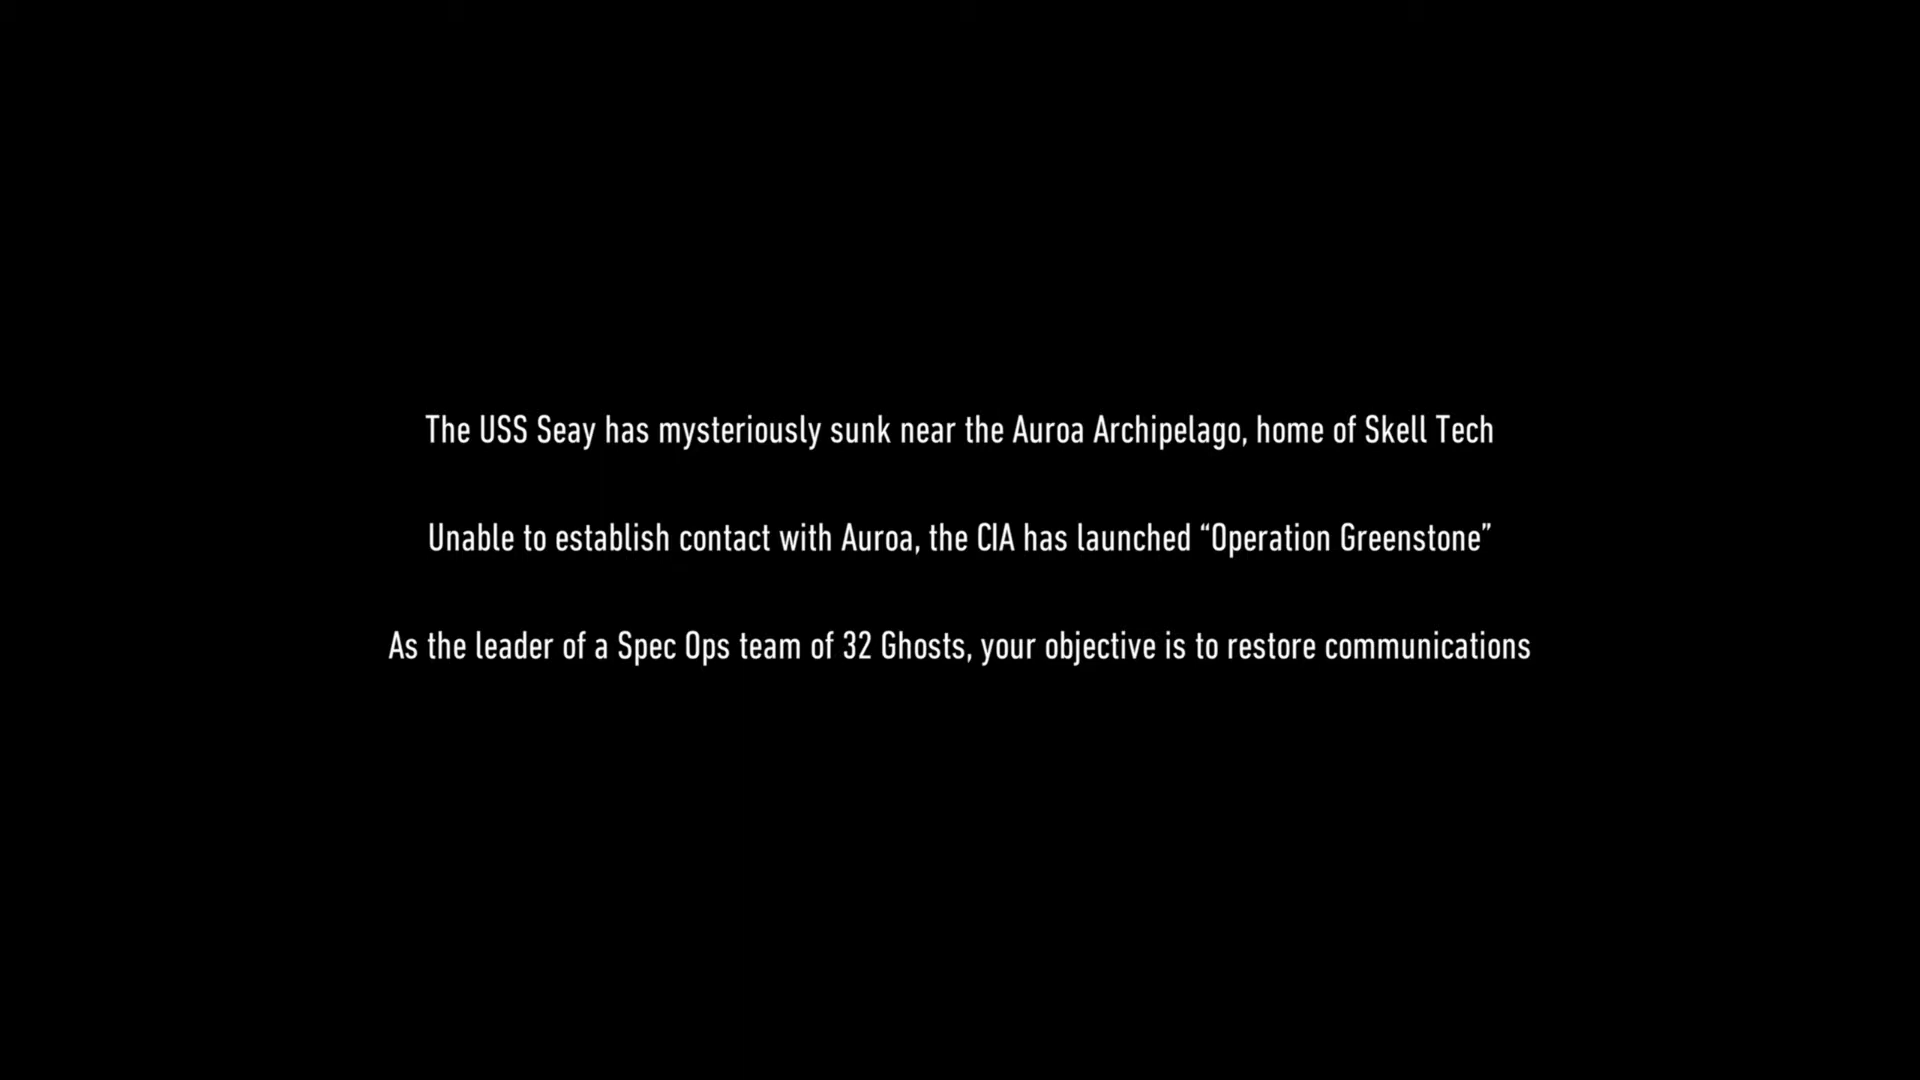 The USS Seay has mysteriously sunk near the Auroa Archipelago, home of Skell Tech
Unable to establish contact with Auroa, the CIA has launched “Operation Greenstone”
As the leader of a Spec Ops team of 32 Ghosts, your objective is to restore communications